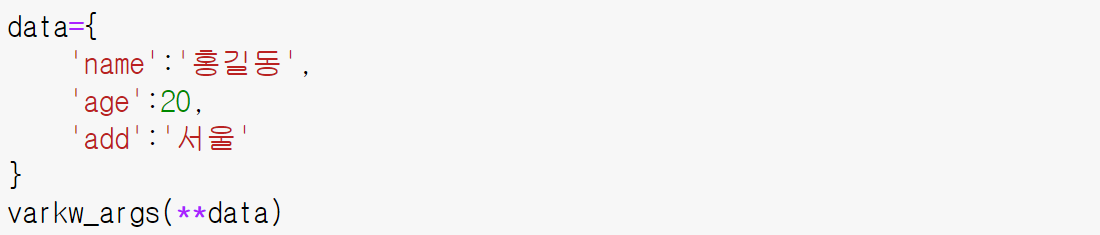 data={
    'name':'홍길동',
    'age':20,
    'add':'서울'
}
varkw_args(**data)